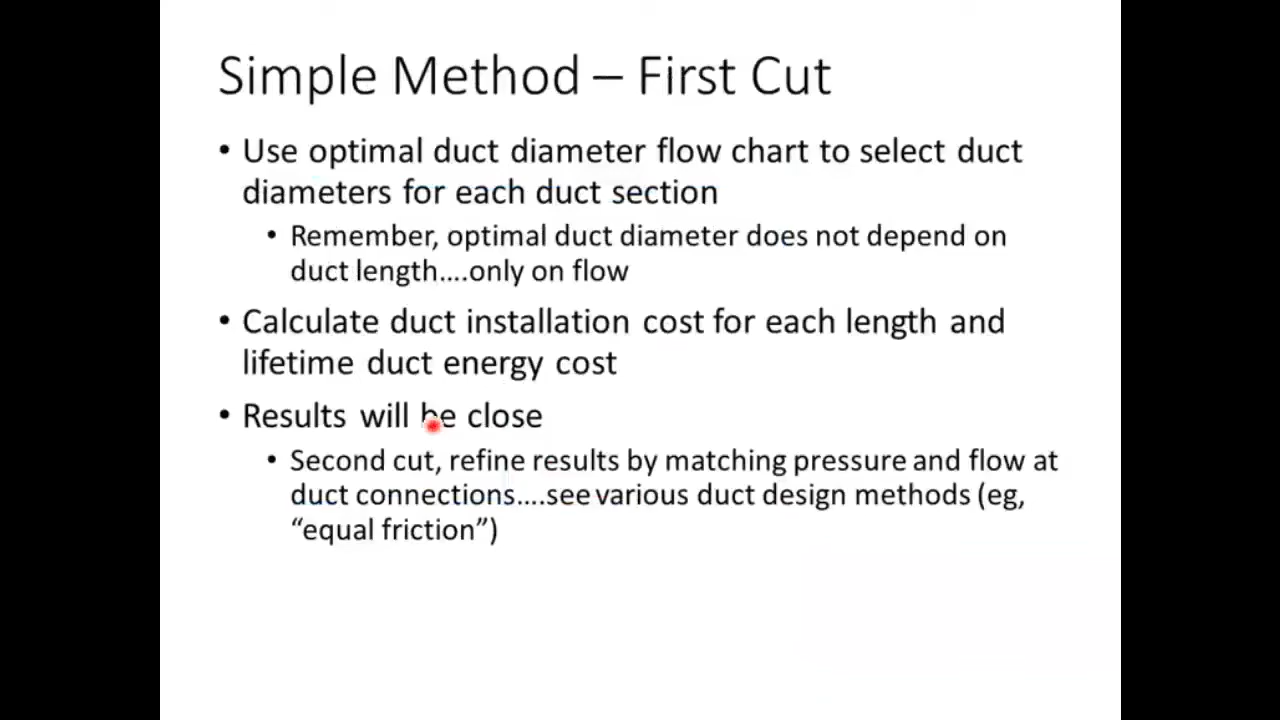 Simple Method – First Cut
• Use optimal duct diameter flow chart to select duct
diameters for each duct section
• Remember, optimal duct diameter does not depend on
duct length....only on flow
• Calculate duct installation cost for each length and
lifetime duct energy cost
• Results will be close
• Second cut, refine results by matching pressure and flow at
duct connections....see various duct design methods (eg,
“equal friction”)